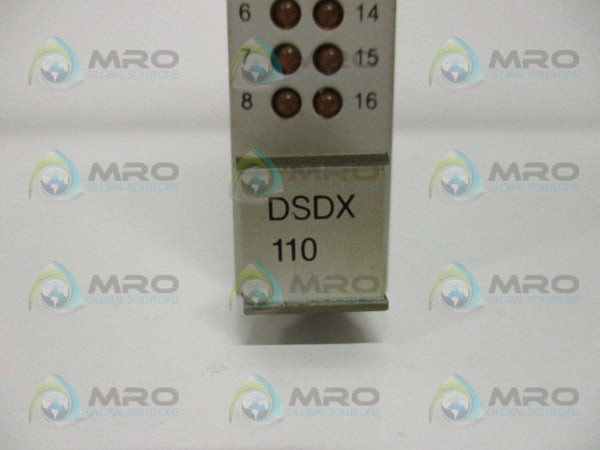 6 14
7 15
8 16
DSDX
110
MRO
GLOBAL SOLUTIONS